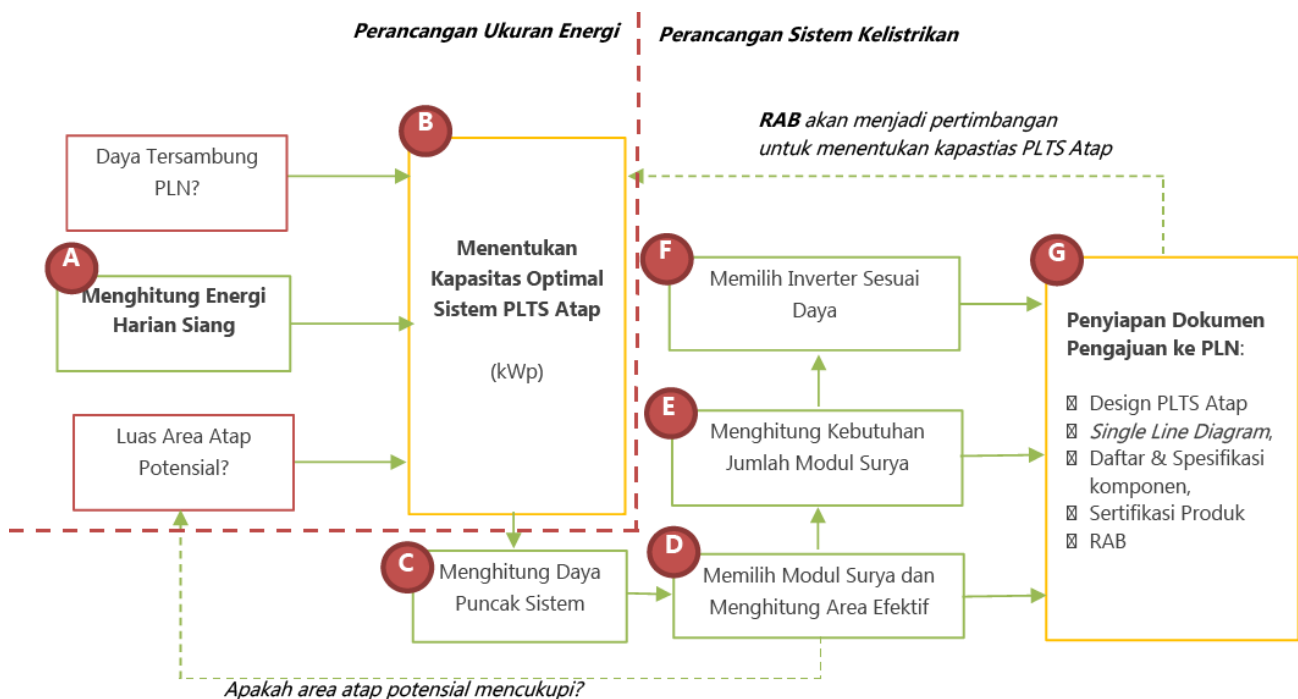 Perancangan Ukuran Energi
Perancangan Sistem Kelistrikan
RAB akan menjadi pertimbangan
untuk menentukan kapastias PLTS Atap
Daya Tersambung
PLN?
A
Menghitung Energi
Harian Siang
Luas Area Atap
Potensial?
B
Menentukan
Kapasitas Optimal
Sistem PLTS Atap
(kWp)
C
Menghitung Daya
Puncak Sistem
D
Memilih Modul Surya dan
Menghitung Area Efektif
E
Menghitung Kebutuhan
Jumlah Modul Surya
F
Memilih Inverter Sesuai
Daya
G
Penyiapan Dokumen
Pengajuan ke PLN:
Design PLTS Atap
Single Line Diagram,
Daftar & Spesifikasi
komponen,
Sertifikasi Produk
RAB
Apakah area atap potensial mencukupi?